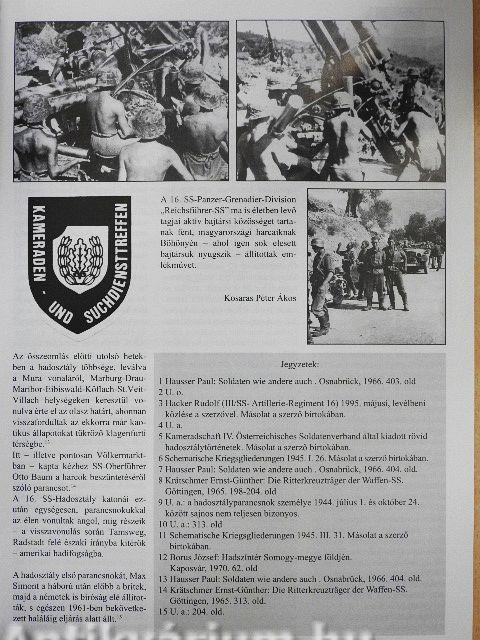 KAMERADEN - UND SUCHDIENSTTREFFEN
A 16. SS-Panzer-Grenadier-Division
„Reichsführer-SS” ma is életben levő
tagjai aktív bajtársi közösséget tarta-
nak fent, magyarországi harcaiknak
Böhönyén – ahol igen sok elesett
bajtársuk nyugszik – állítottak em-
lékművet.
Kosaras Péter Ákos
Az összeomlás előtti utolsó hetek-
ben a hadosztály többsége, leválva
a Mura vonaláról, Marburg-Drau-
Maribor-Eibiswald-Köflach-St.Veit-
Villach helységeken keresztül vo-
nulva érte el az olasz határt, ahonnan
visszafordultak az ekkorra már kao-
tikus állapotokat tükröző klagenfurti
térségbe.
Itt – illetve pontosan Völkermarkt-
ban – kapta kézhez SS-Oberführer
Otto Baum a harcok beszüntetéséről
szóló parancsot.
A 16. SS-Hadosztály katonái ez-
után egységesen, parancsnokukkal
az élen vonultak angol, míg részeik
– a visszavonulás során Tamsweg,
Radstadt felé északi irányba kitérők
– amerikai hadifogságba.
A hadosztály első parancsnokát, Max
Simont a háború után előbb a britek,
majd a németek is bíróság elé állítot-
ták, s egészen 1961-ben bekövetke-
zett haláláig eljárás alatt állt.
Jegyzetek:
1 Hausser Paul: Soldaten wie andere auch . Osnabrück, 1966. 403. old
2 U. o.
3 Hacker Rudolf (III/SS- Artillerie-Regiment 16) 1995. májusi, levélbeni
közlése a szerzővel. Másolat a szerző birtokában.
4 U. a.
5 Kameradschaft IV. Österreichisches Soldatenverband által kiadott rövid
hadosztálytörténetek. Másolat a szerző birtokában.
6 Schematische Kriegsgliederungen 1945. I. 26. Másolat a szerző birtokában.
7 Hausser Paul: Soldaten wie andere auch . Osnabrück, 1966. 404. old.
8 Krätschmer Ernst-Günther: Die Ritterkreuzträger der Waffen-SS.
Göttingen, 1965. 198-204. old
9 U. a.: a hadosztályparancsnok személye 1944. július 1. és október 24.
között sajnos nem teljesen bizonyos.
10 U. a.: 313. old
11 Schematische Kriegsgliederungen 1945. III. 31. Másolat a szerző
birtokában.
12 Boros József: Hadszíntér Somogy-megye földjén.
Kaposvár, 1970. 62. old
13 Hausser Paul: Soldaten wie andere auch . Osnabrück, 1966. 404. old.
14 Krätschmer Ernst-Günther: Die Ritterkreuzträger der Waffen-SS.
Göttingen, 1965. 313. old.
15 U. a.: 204. old.